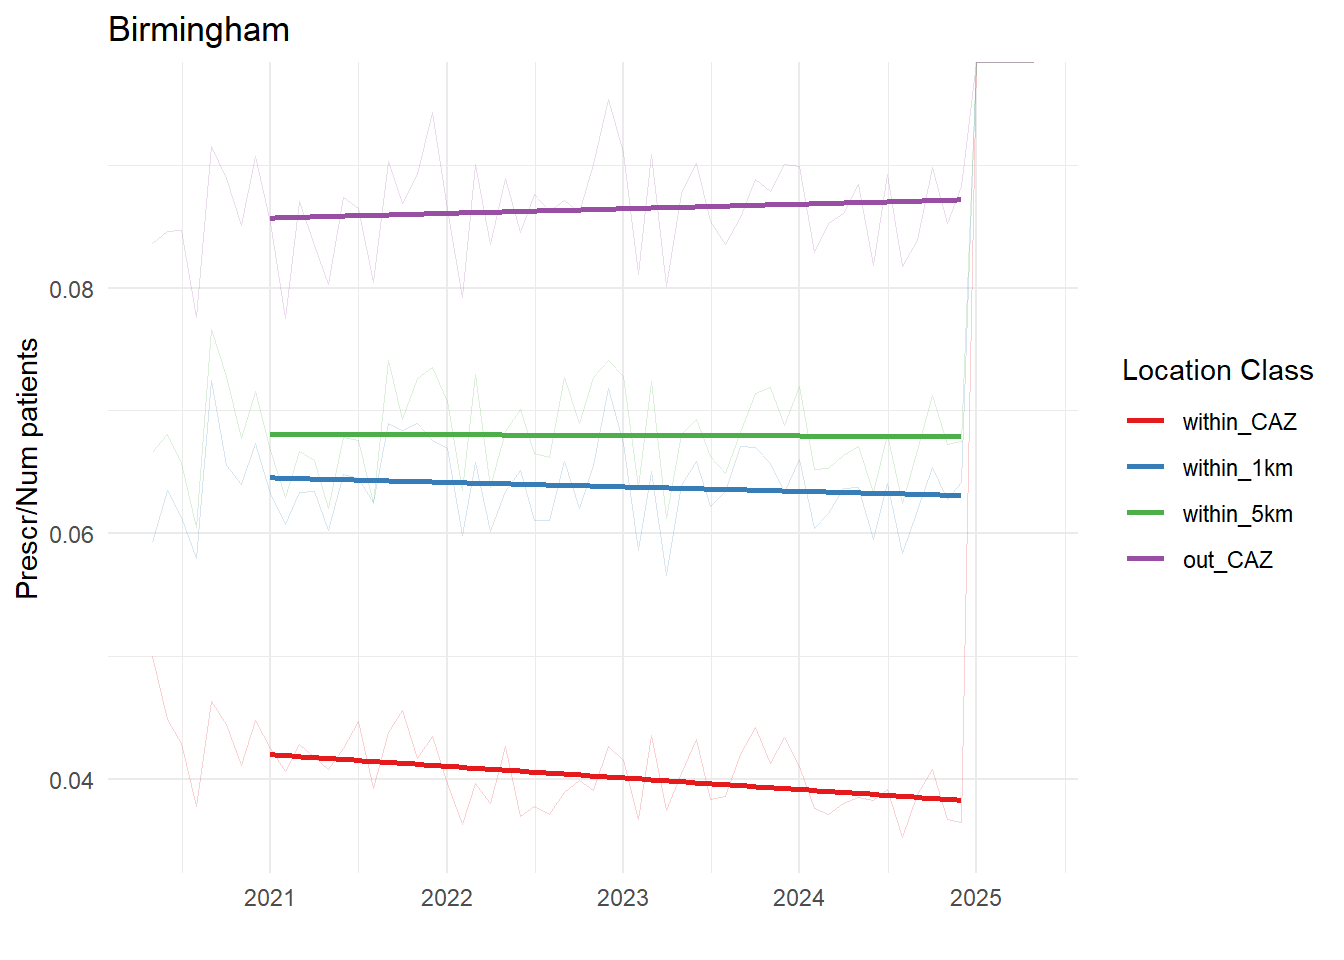 Birmingham
Prescr/Num patients
0.08
0.06
0.04
2021 2022 2023 2024 2025
Location Class
within_CAZ
within_1km
within_5km
out_CAZ